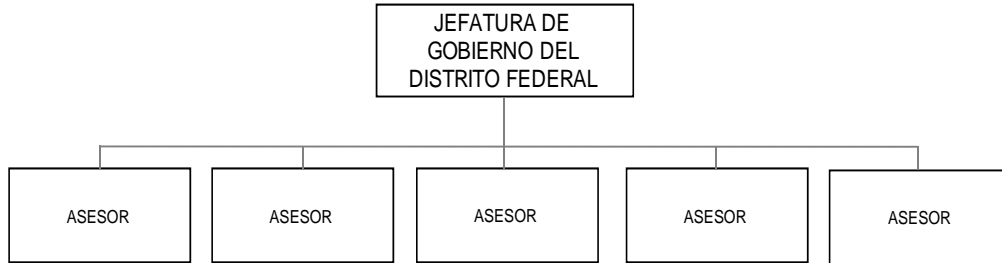 JEFATURA DE
GOBIERNO DEL
DISTRITO FEDERAL
ASESOR
ASESOR
ASESOR
ASESOR
ASESOR